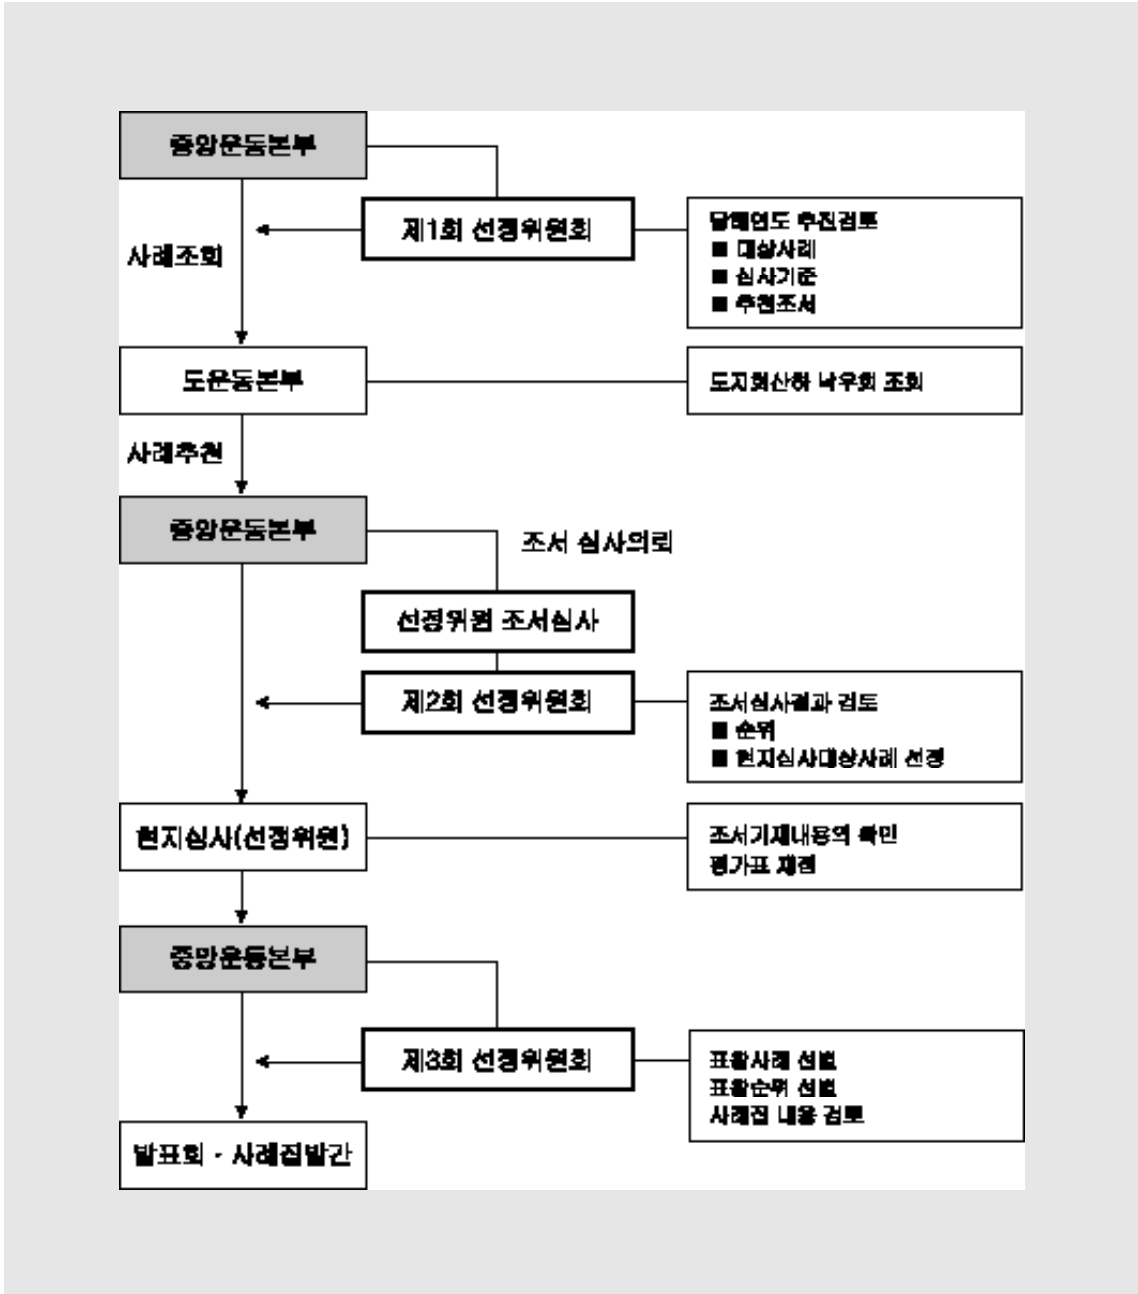 중앙운동본부
제1회 선정위원회
당해연도 추진검토
■ 대상사례
■ 심사기준
■ 추천조서
사례조회
도운동본부
도지회산하 낙우회 조회
사례추천
중앙운동본부
조서 심사의뢰
선정위원 조서심사
제2회 선정위원회
조서심사결과 검토
■ 순위
■ 현지심사대상사례 선정
현지심사(선정위원)
조서기재내용의 확인
평가표 채점
중앙운동본부
제3회 선정위원회
표창사례 선별
표창순위 선별
사례집 내용 검토
발표회 · 사례집발간